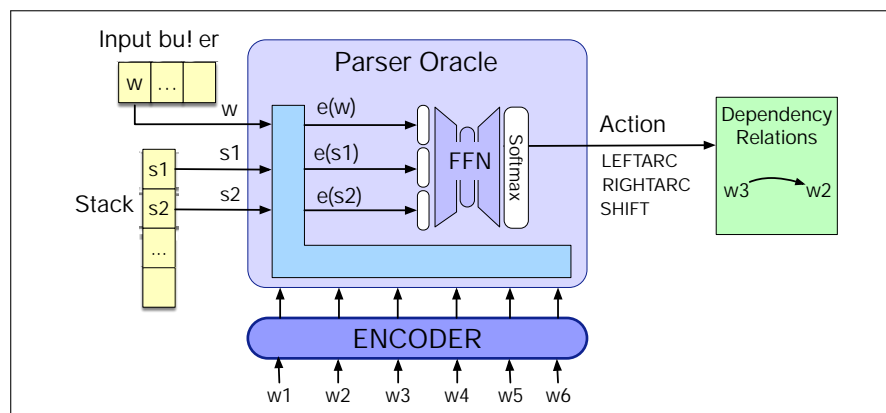 Input bu! er
w ...
Parser Oracle
w
e(w)
s1
e(s1)
s2
e(s2)
Stack
s1
s2
...
FFN
Softmax
Action
LEFTARC
RIGHTARC
SHIFT
Dependency
Relations
w3 w2
ENCODER
w1 w2 w3 w4 w5 w6